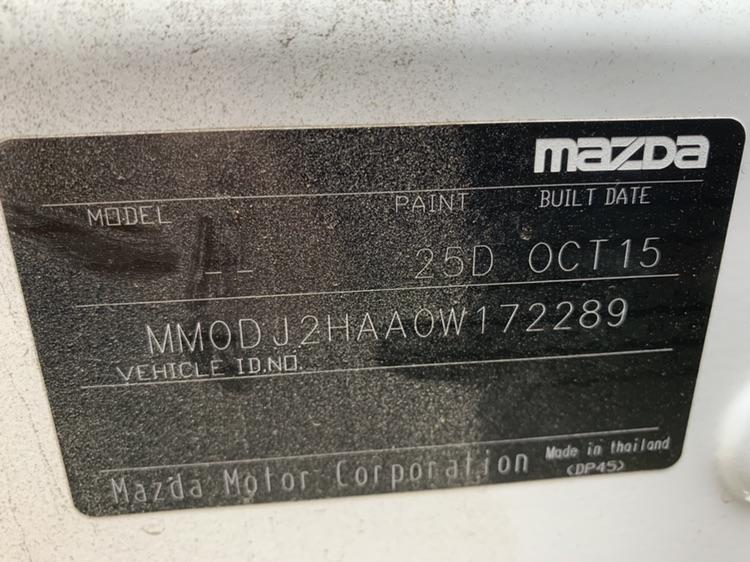 mazda
MODEL PAINT BUILT DATE
-- 25D OCT15
MM0DJ2HAA0W172289
VEHICLE ID.NO.
Mazda Motor Corporation Made in thailand
(DP45)